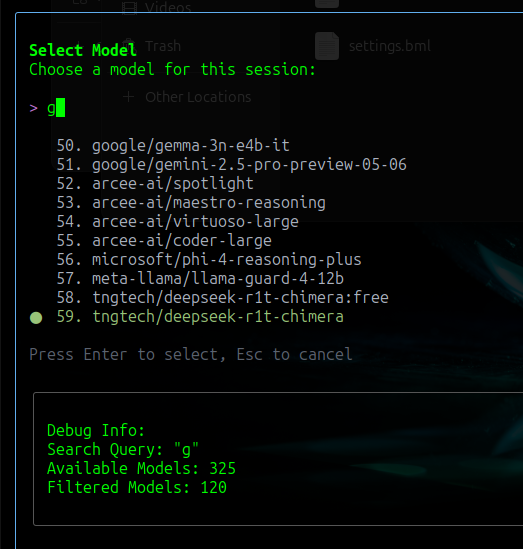 Videos
Select Model
Trash
settings.bml
Choose a model for this session:
+ Other Locations
> g
50. google/gemma-3n-e4b-it
51. google/gemini-2.5-pro-preview-05-06
52. arcee-ai/spotlight
53. arcee-ai/maestro-reasoning
54. arcee-ai/virtuoso-large
55. arcee-ai/coder-large
56. microsoft/phi-4-reasoning-plus
57. meta-llama/llama-guard-4-12b
58. tngtech/deepseek-r1t-chimera:free
● 59. tngtech/deepseek-r1t-chimera
Press Enter to select, Esc to cancel
Debug Info:
Search Query: "g"
Available Models: 325
Filtered Models: 120